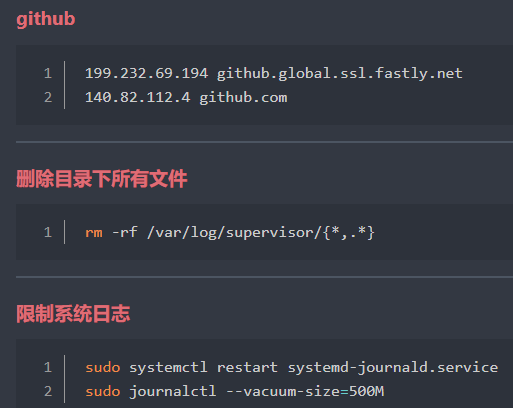 github
1 199.232.69.194 github.global.ssl.fastly.net
2 140.82.112.4 github.com
删除目录下所有文件
1 rm -rf /var/log/supervisor/{*,.*}
限制系统日志
1 sudo systemctl restart systemd-journald.service
2 sudo journalctl --vacuum-size=500M